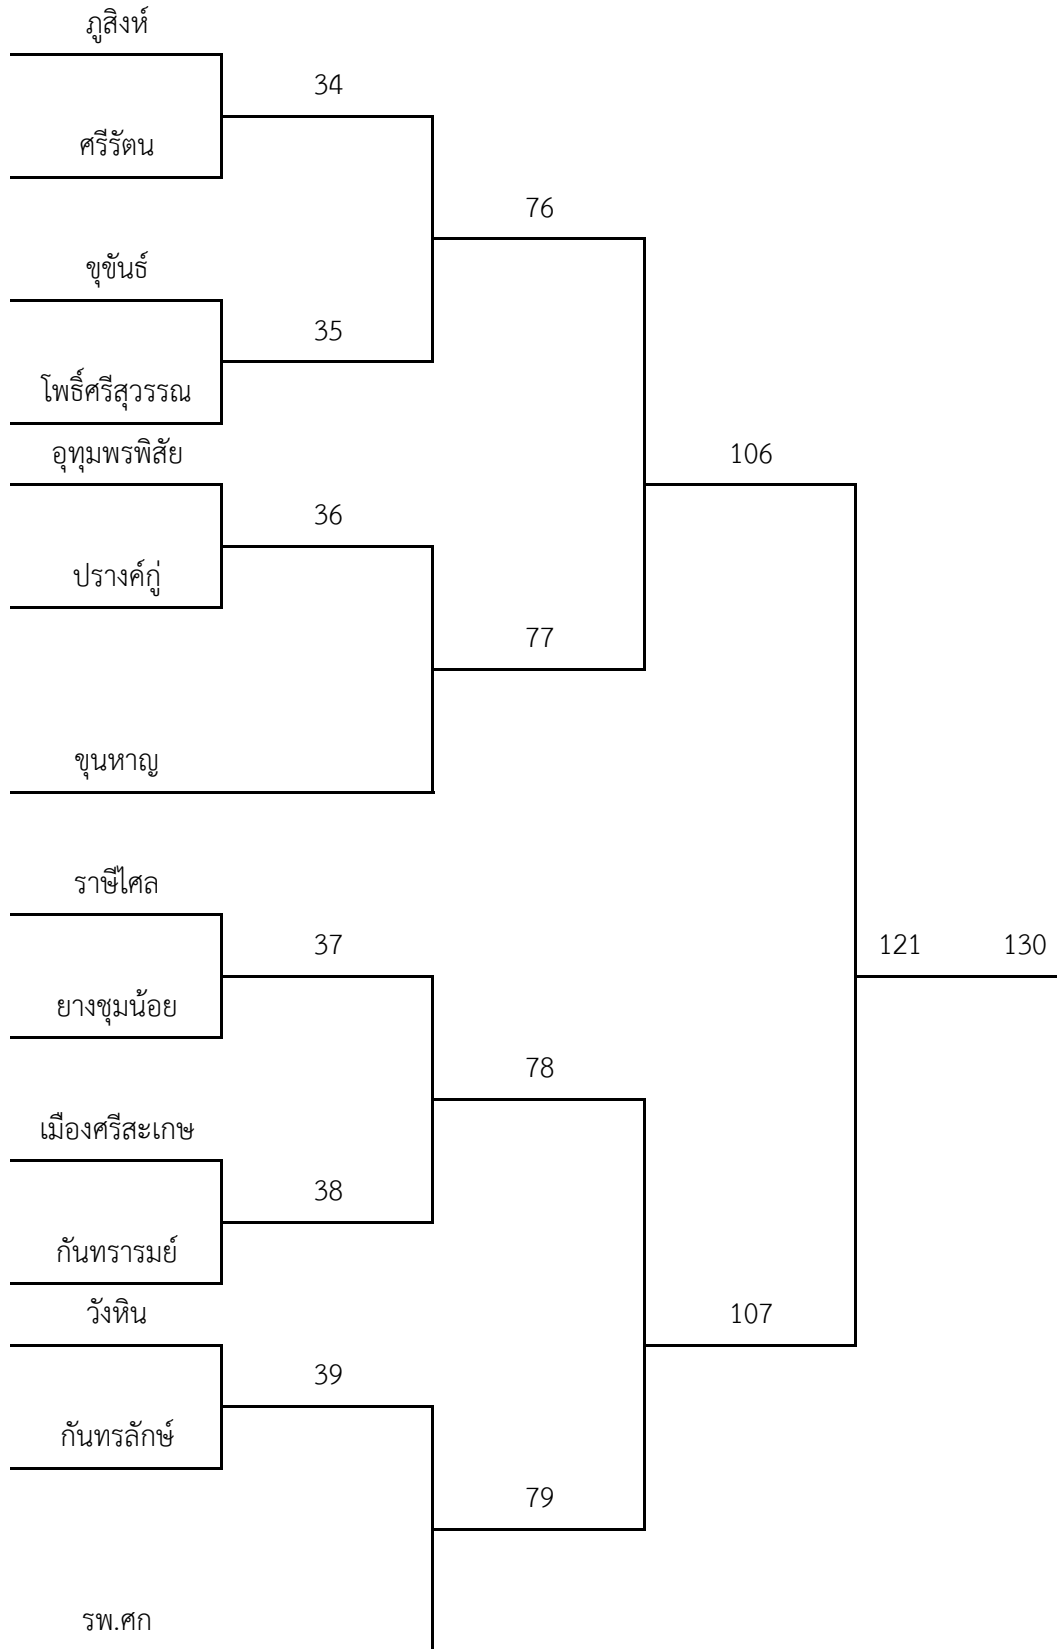 ภูสิงห์
34
ศรีรัตน
76
ขุขันธ์
35
โพธิ์ศรีสุวรรณ
อุทุมพรพิสัย
106
36
ปรางค์กู่
77
ขุนหาญ
ราษีไศล
37
121 130
ยางชุมน้อย
78
เมืองศรีสะเกษ
38
กันทรารมย์
วังหิน
107
39
กันทรลักษ์
79
รพ.ศก